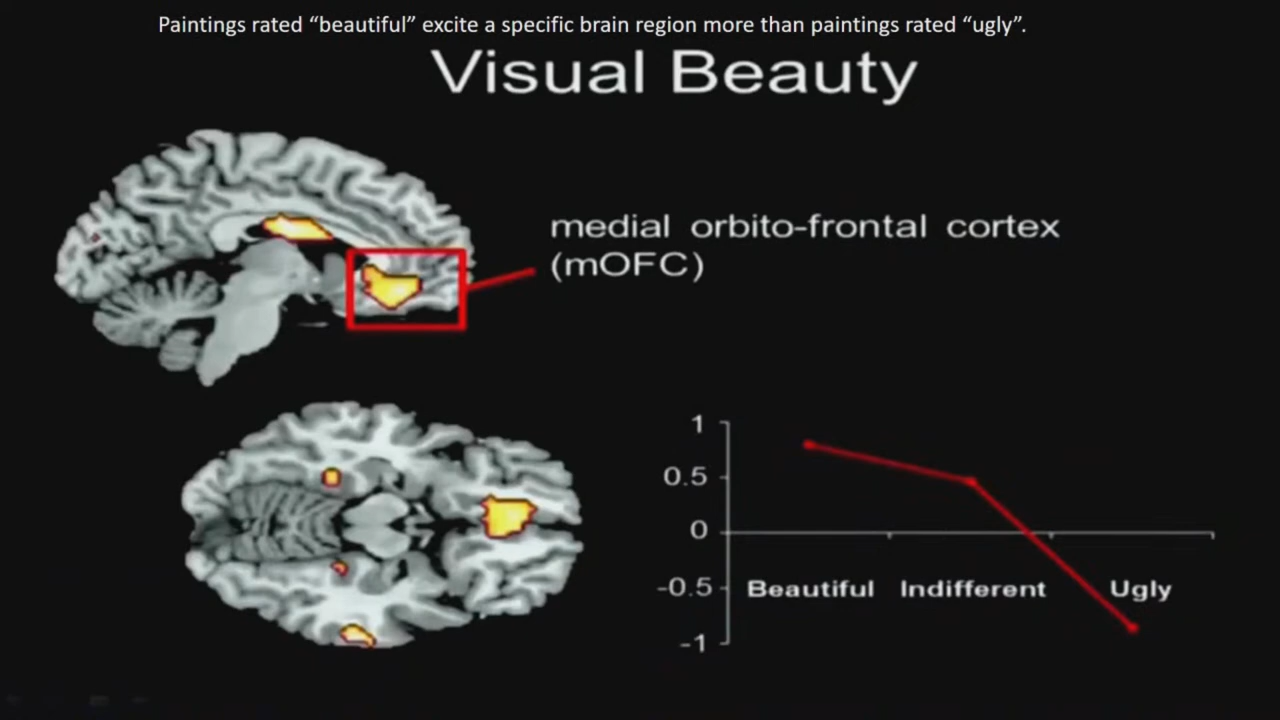 Paintings rated “beautiful” excite a specific brain region more than paintings rated “ugly”.
Visual Beauty
medial orbito-frontal cortex
(mOFC)
1
0.5
0
-0.5
-1
Beautiful
Indifferent
Ugly